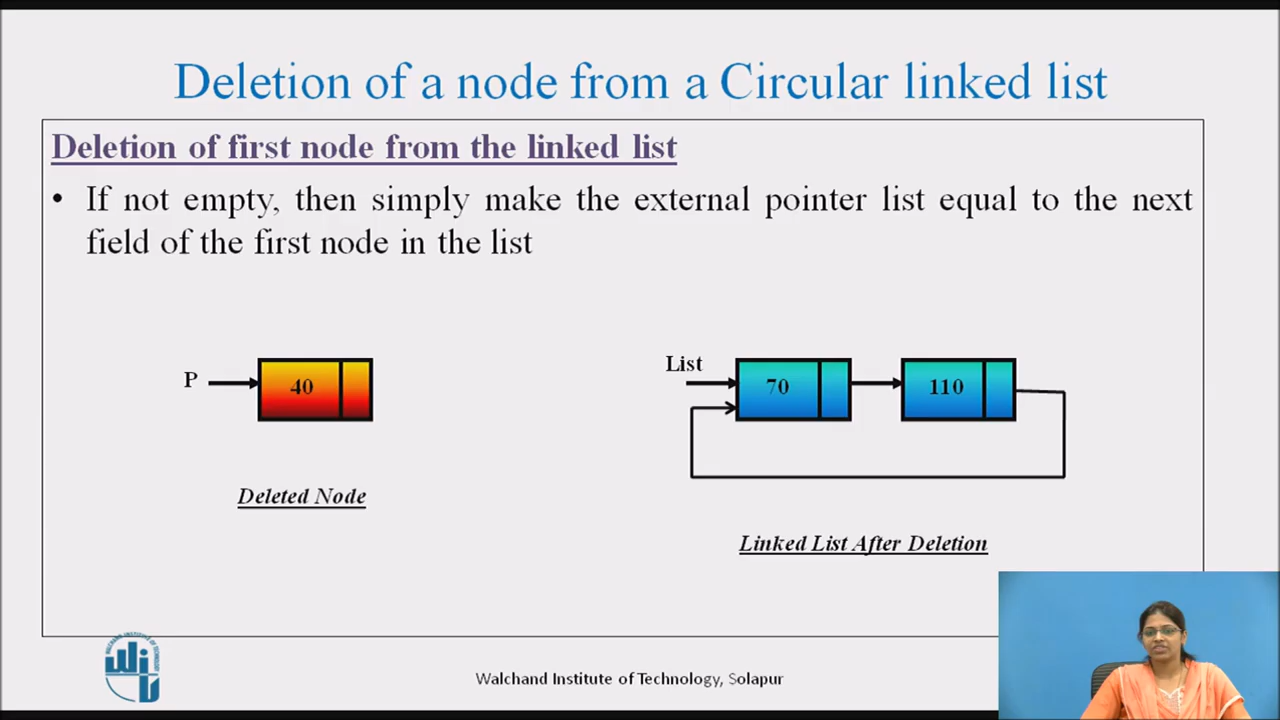 Deletion of a node from a Circular linked list
Deletion of first node from the linked list
• If not empty, then simply make the external pointer list equal to the next
field of the first node in the list
P
40
List
70
110
Deleted Node
Linked List After Deletion
Walchand Institute of Technology, Solapur